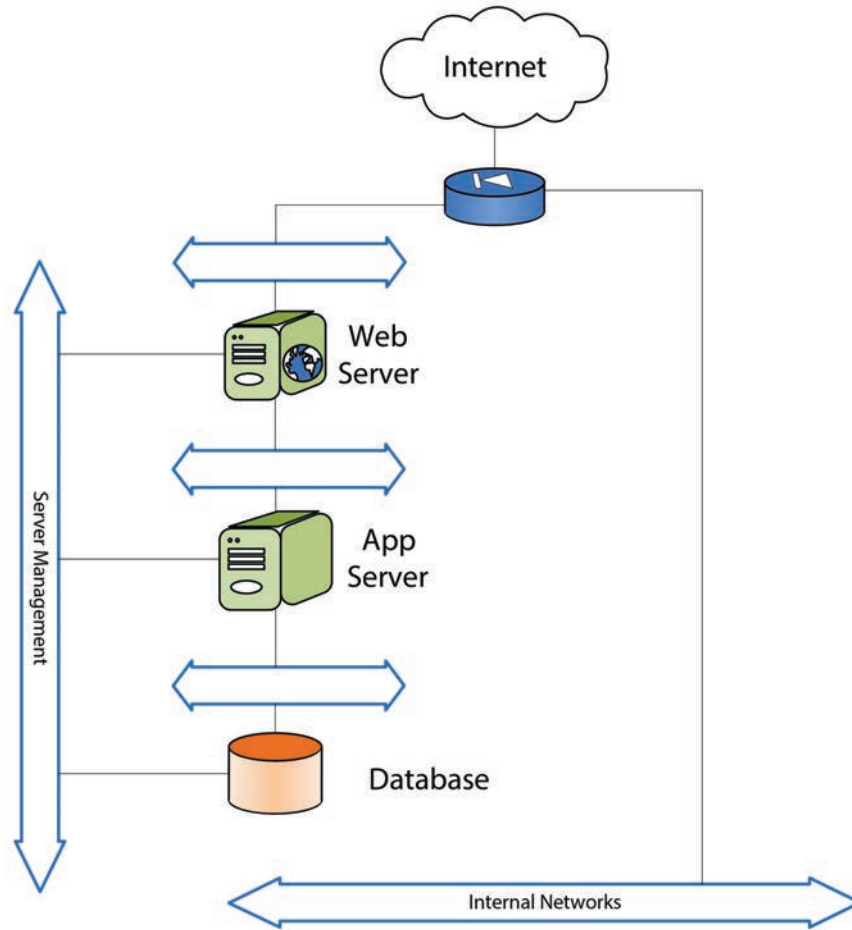 Internet
Web
Server
App
Server
Server Management
Database
Internal Networks